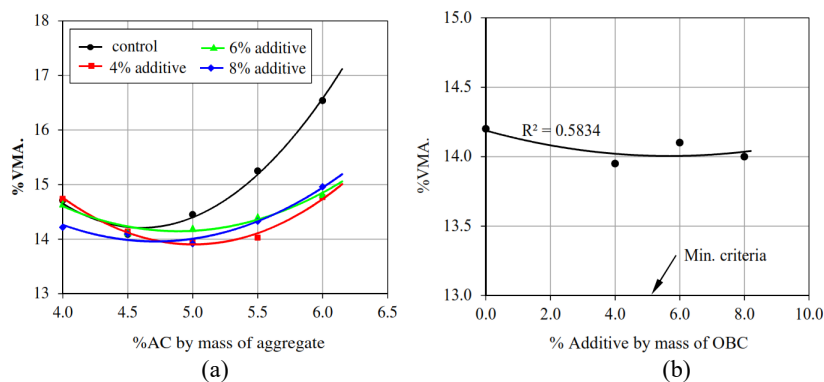 18
17
16
15
14
13
%VMA.
control
4% additive
6% additive
8% additive
4.0 4.5 5.0 5.5 6.0 6.5
%AC by mass of aggregate
(a)
15.0
14.5
14.0
13.5
13.0
%VMA.
R² = 0.5834
Min. criteria
0.0 2.0 4.0 6.0 8.0 10.0
% Additive by mass of OBC
(b)